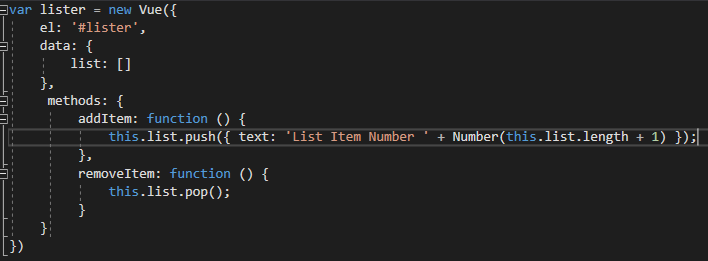 var lister = new Vue({
    el: '#lister',
    data: {
        list: []
    },
     methods: {
         addItem: function () {
             this.list.push({ text: 'List Item Number ' + Number(this.list.length + 1) });
         },
         removeItem: function () {
             this.list.pop();
         }
    }
})